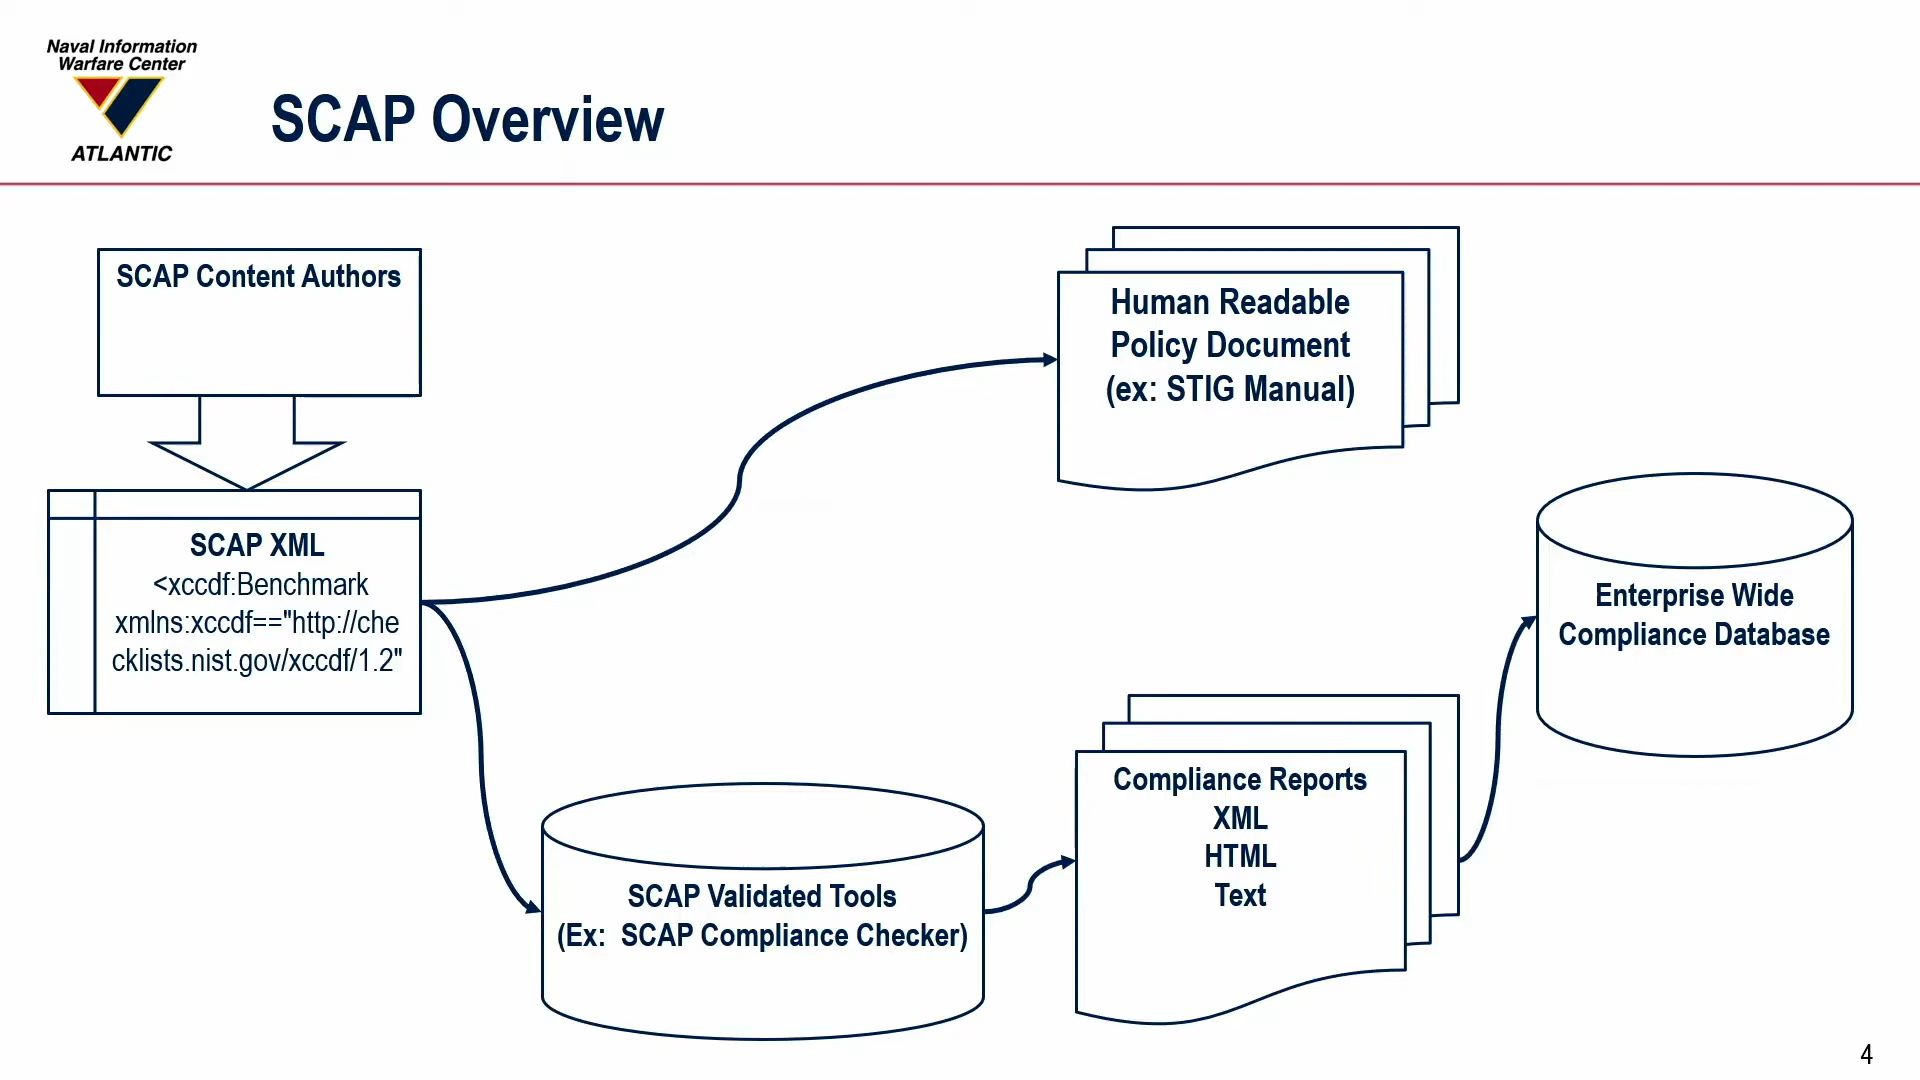 Naval Information
Warfare Center
ATLANTIC
SCAP Overview
SCAP Content Authors
SCAP XML
<xccdf:Benchmark
xmlns:xccdf=="http://che
cklists.nist.gov/xccdf/1.2"
Human Readable
Policy Document
(ex: STIG Manual)
Enterprise Wide
Compliance Database
SCAP Validated Tools
(Ex:  SCAP Compliance Checker)
Compliance Reports
XML
HTML
Text
4